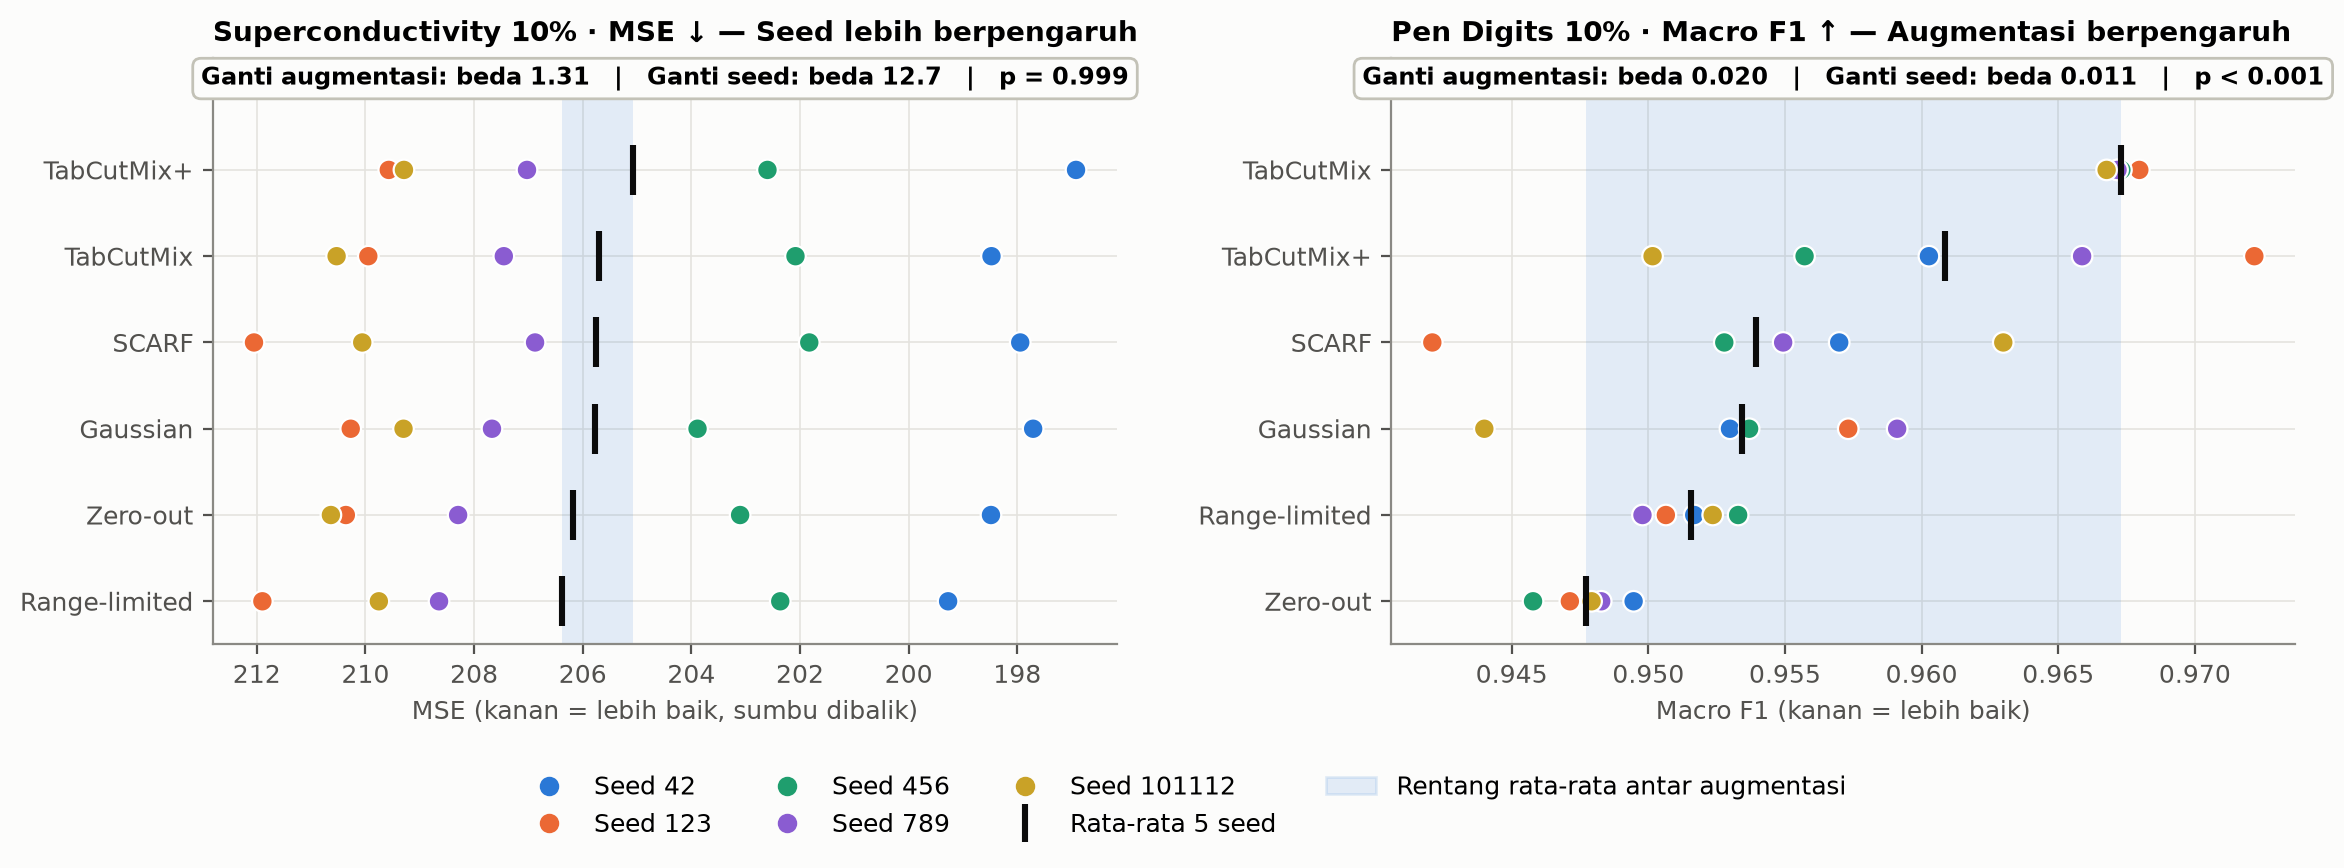 Superconductivity 10% · MSE ↓ — Seed lebih berpengaruh
Ganti augmentasi: beda 1.31 | Ganti seed: beda 12.7 | p = 0.999
TabCutMix+
TabCutMix
SCARF
Gaussian
Zero-out
Range-limited
212 210 208 206 204 202 200 198
MSE (kanan = lebih baik, sumbu dibalik)
Pen Digits 10% · Macro F1 ↑ — Augmentasi berpengaruh
Ganti augmentasi: beda 0.020 | Ganti seed: beda 0.011 | p < 0.001
TabCutMix
TabCutMix+
SCARF
Gaussian
Range-limited
Zero-out
0.945 0.950 0.955 0.960 0.965 0.970
Macro F1 (kanan = lebih baik)
Seed 42 Seed 456 Seed 101112 Rentang rata-rata antar augmentasi
Seed 123 Seed 789 Rata-rata 5 seed